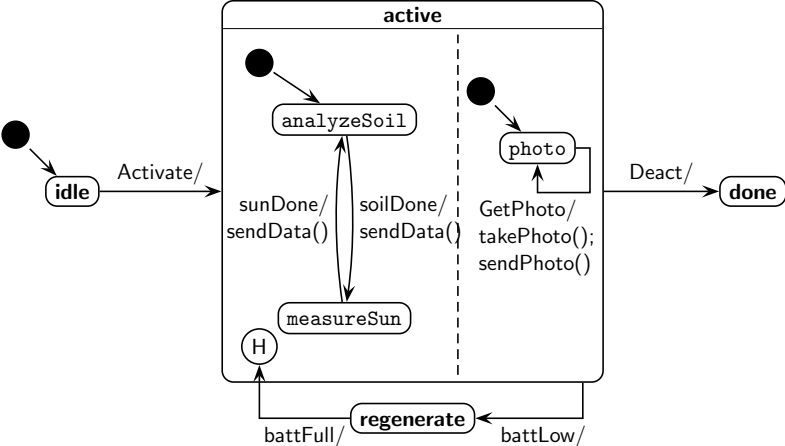 active
analyzeSoil
photo
Activate/
idle
Deact/
done
sunDone/
sendData()
soilDone/
sendData()
GetPhoto/
takePhoto();
sendPhoto()
measureSun
H
regenerate
battFull/
battLow/